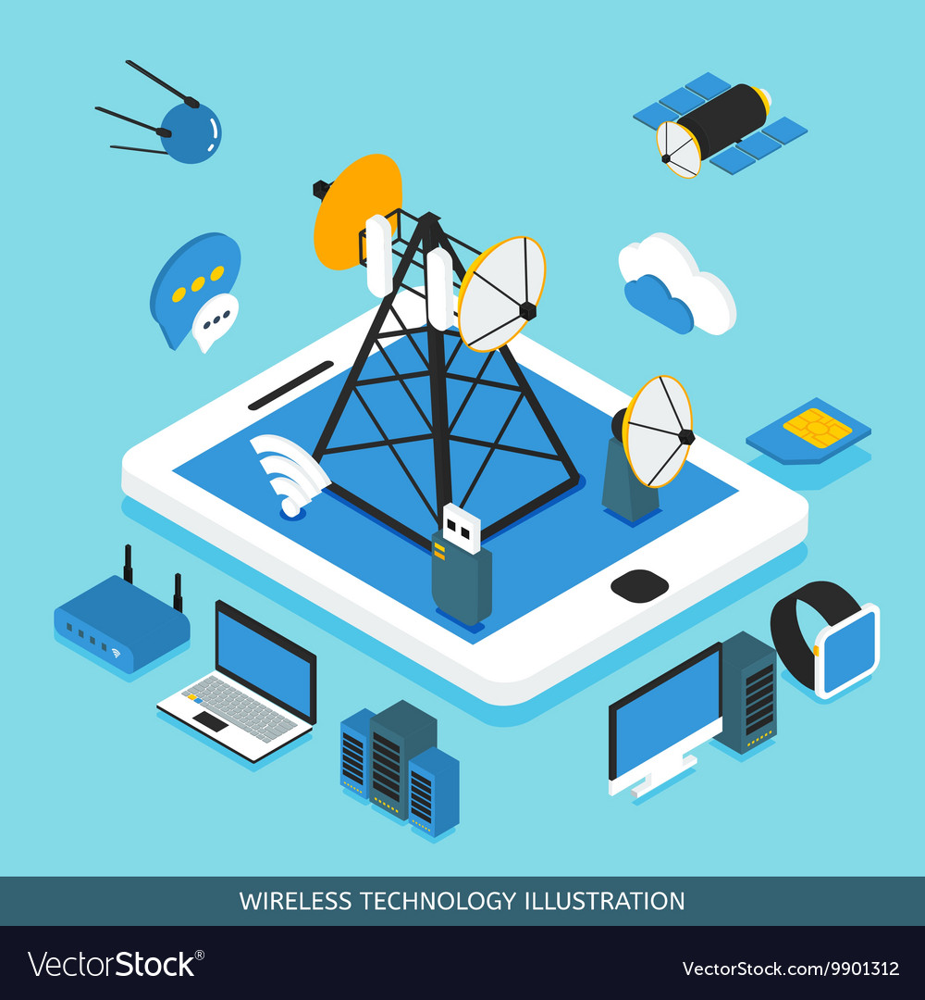 WIRELESS TECHNOLOGY ILLUSTRATION
VectorStock®
VectorStock.com/9901312